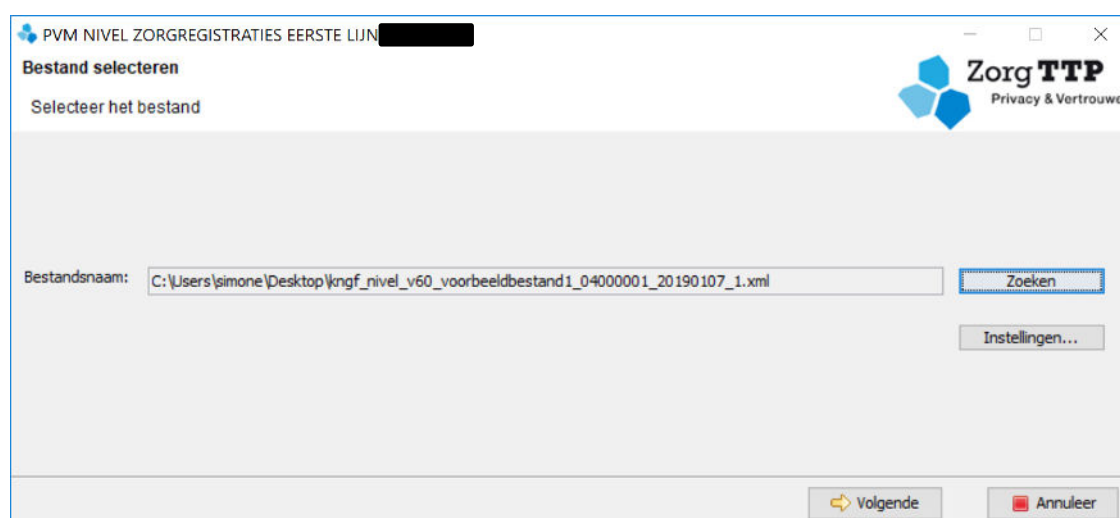 PVM NIVEL ZORGREGISTRATIES EERSTE LIJN
Bestand selecteren
Selecteer het bestand
Zorg TTP
Privacy & Vertrouwe
Bestandsnaam: C:\Users\simone\Desktop\kngf_nivel_v60_voorbeeldbestand1_04000001_20190107_1.xml Zoeken
Instellingen...
Volgende Annuleer